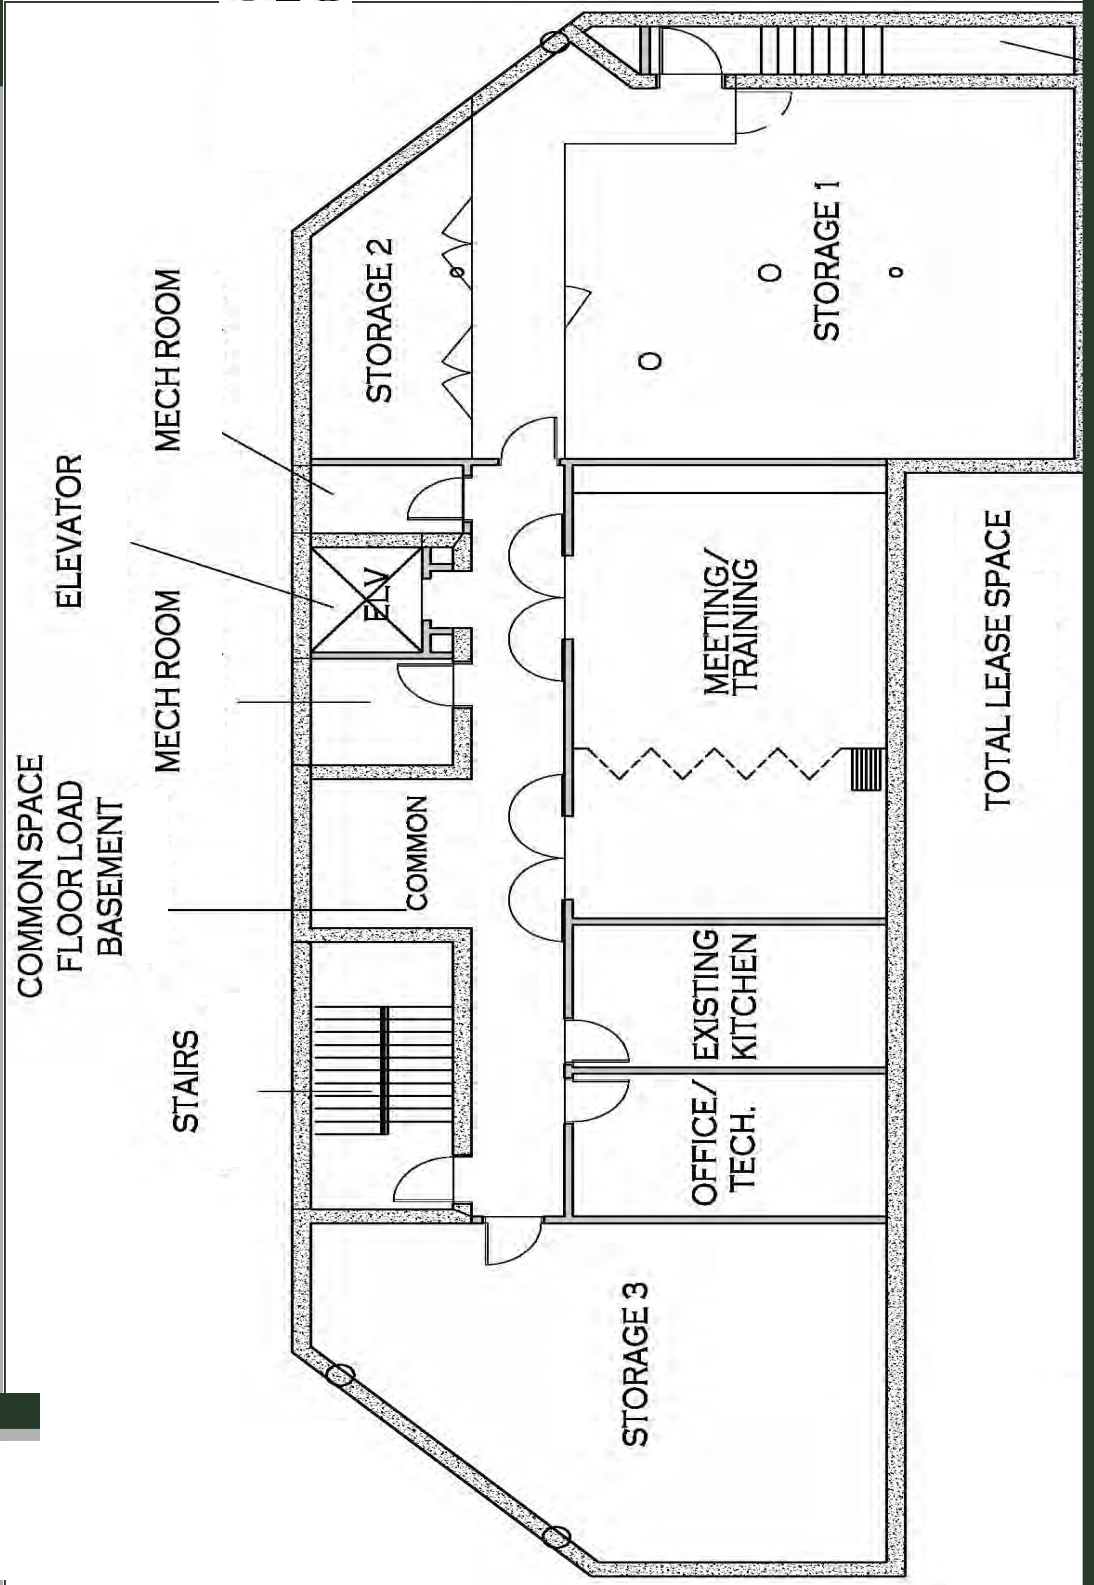 COMMON SPACE
FLOOR LOAD
BASEMENT
STAIRS
MECH ROOM
ELEVATOR
MECH ROOM
COMMON
ELV
STORAGE 2
STORAGE 3
OFFICE/
TECH.
EXISTING
KITCHEN
MEETING/
TRAINING
STORAGE 1
TOTAL LEASE SPACE